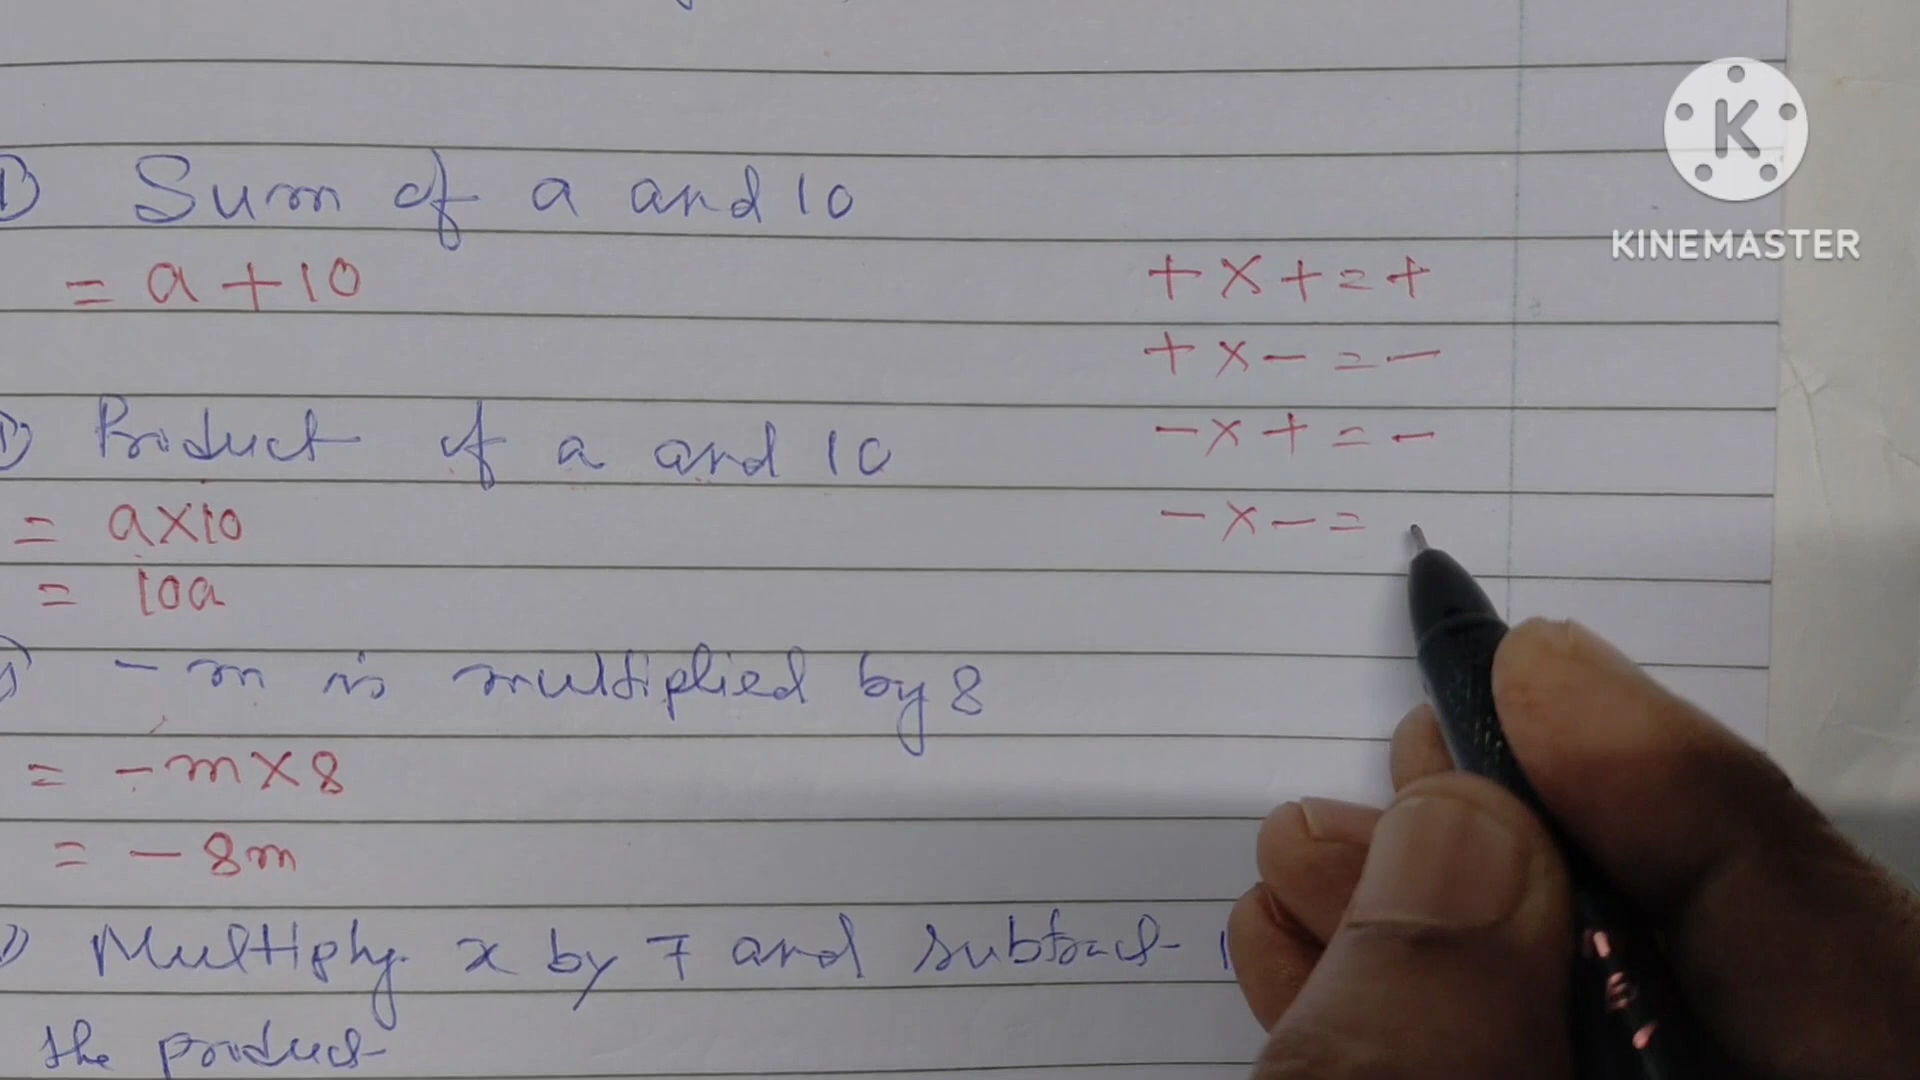 Sum of a and 10
= a + 10
Product of a and 10
= a × 10
= 10a
- m is multiplied by 8
= - m × 8
= - 8m
Multiply x by 7 and subtract
the product
+ × + = +
+ × - = -
- × + = -
- × - =
K
KINEMASTER